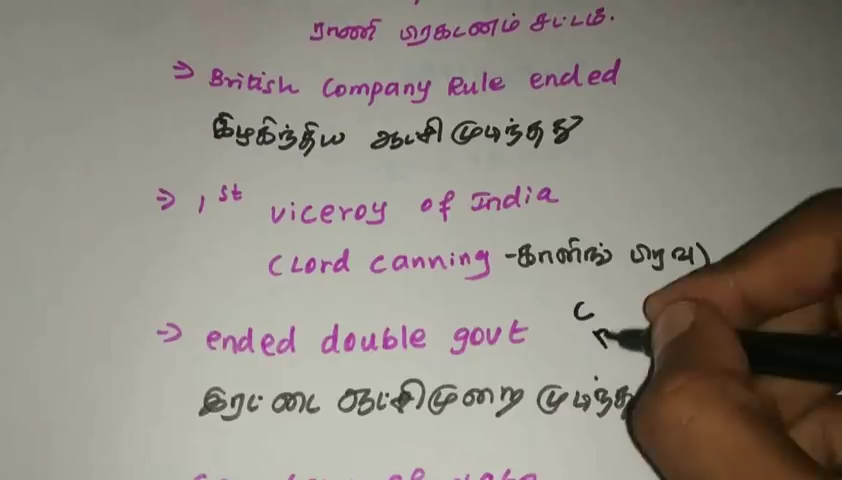 ராணி பிரகடனம் சட்டம்.
⇒ British Company Rule ended
கிழகிந்திய ஆட்சி முடிந்தது
⇒ 1st viceroy of India
(Lord canning - கானிங் பிரவு)
⇒ ended double govt C
இரட்டை ஆட்சிமுறை முடிந்த